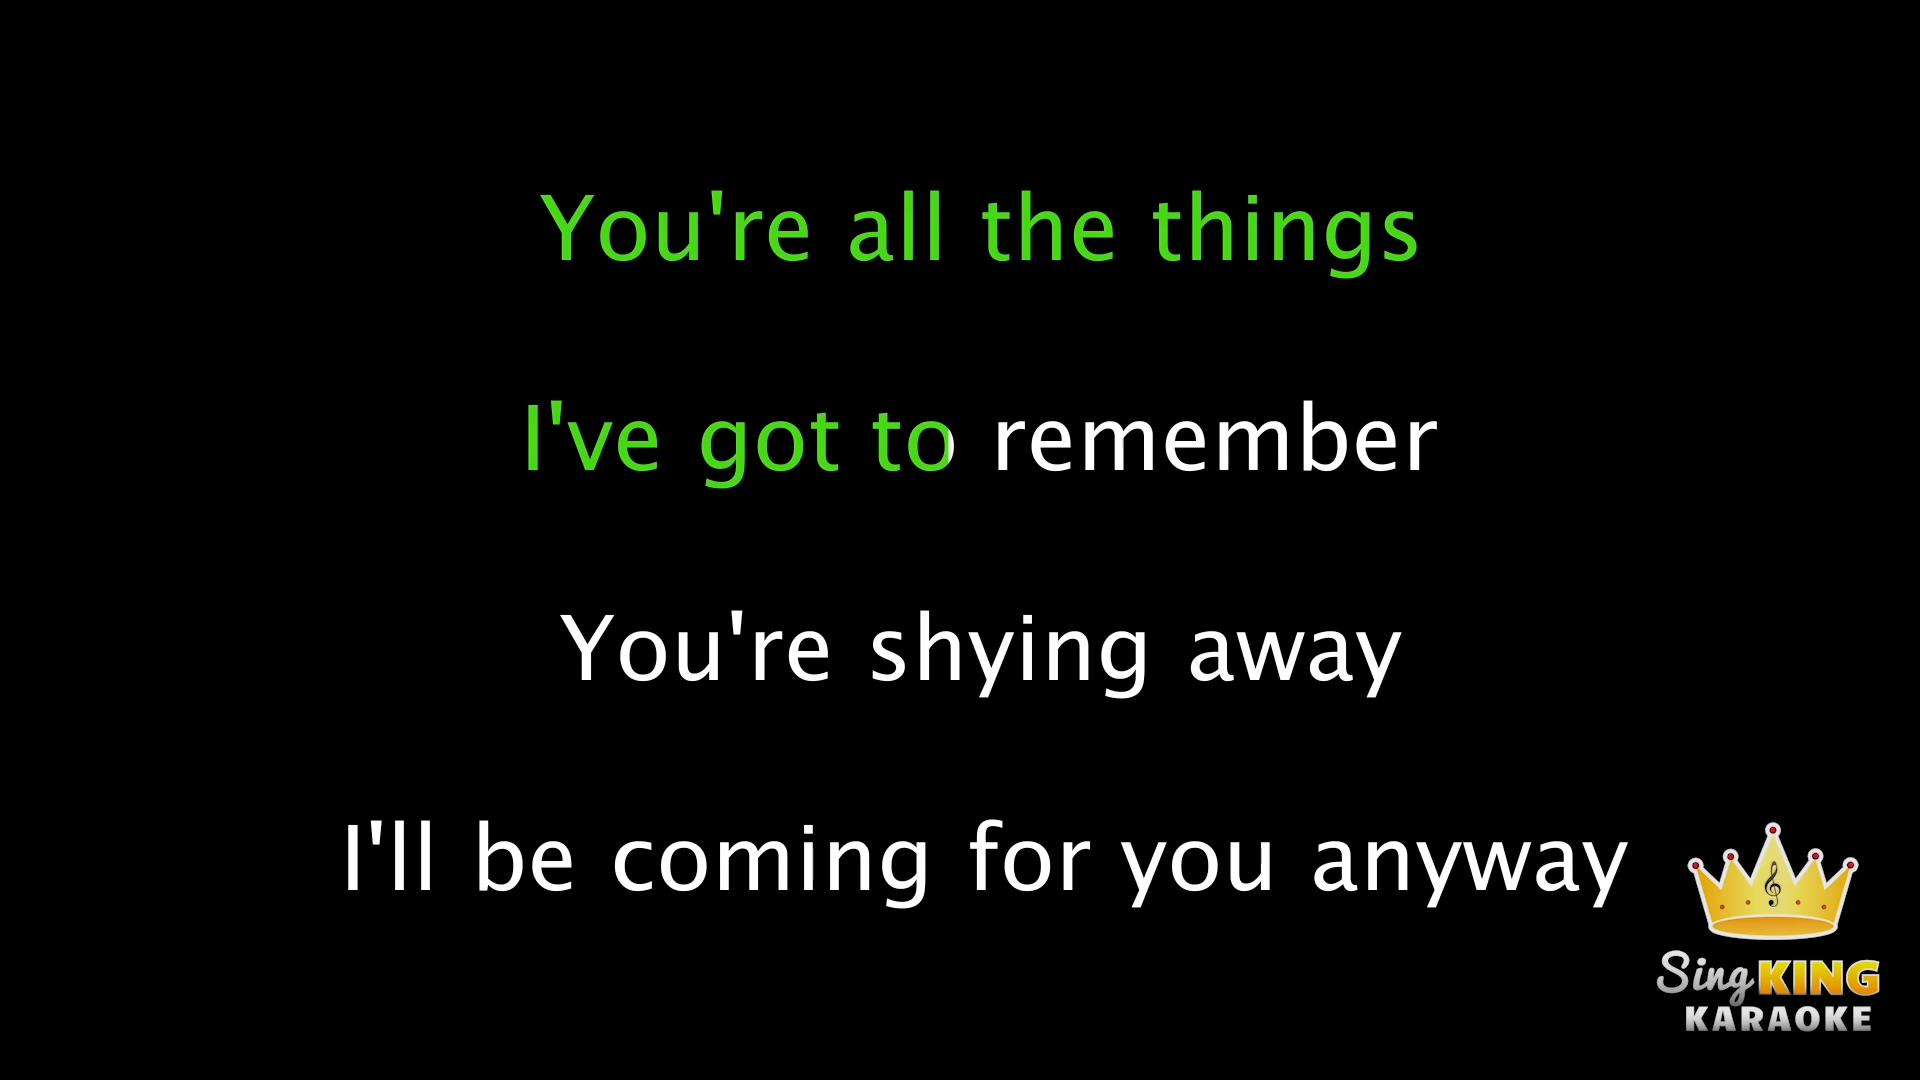 You're all the things
I've got to remember
You're shying away
I'll be coming for you anyway
Sing KING
KARAOKE